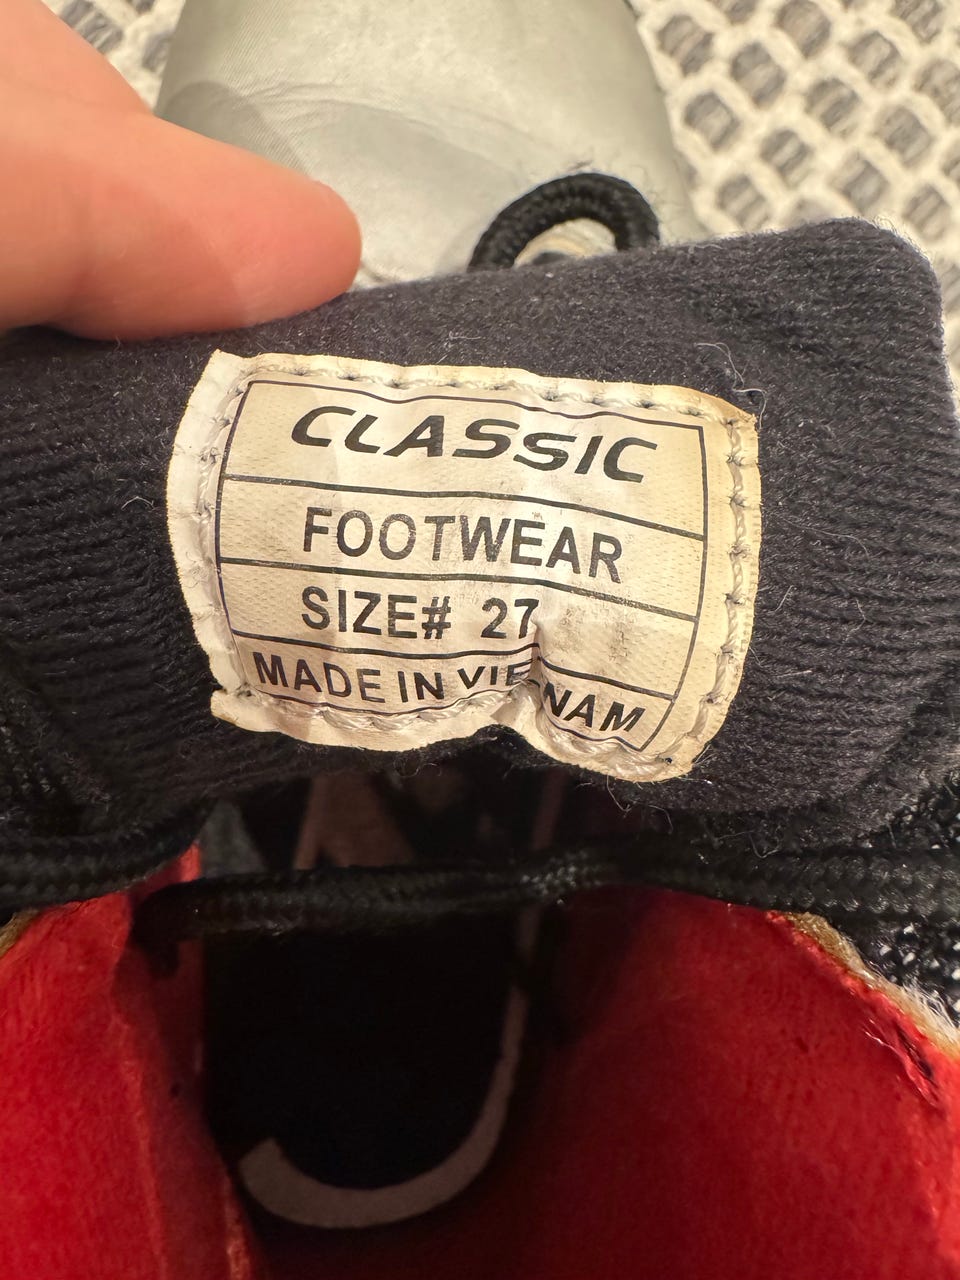 CLASSIC
FOOTWEAR
SIZE# 27
MADE IN VIETNAM